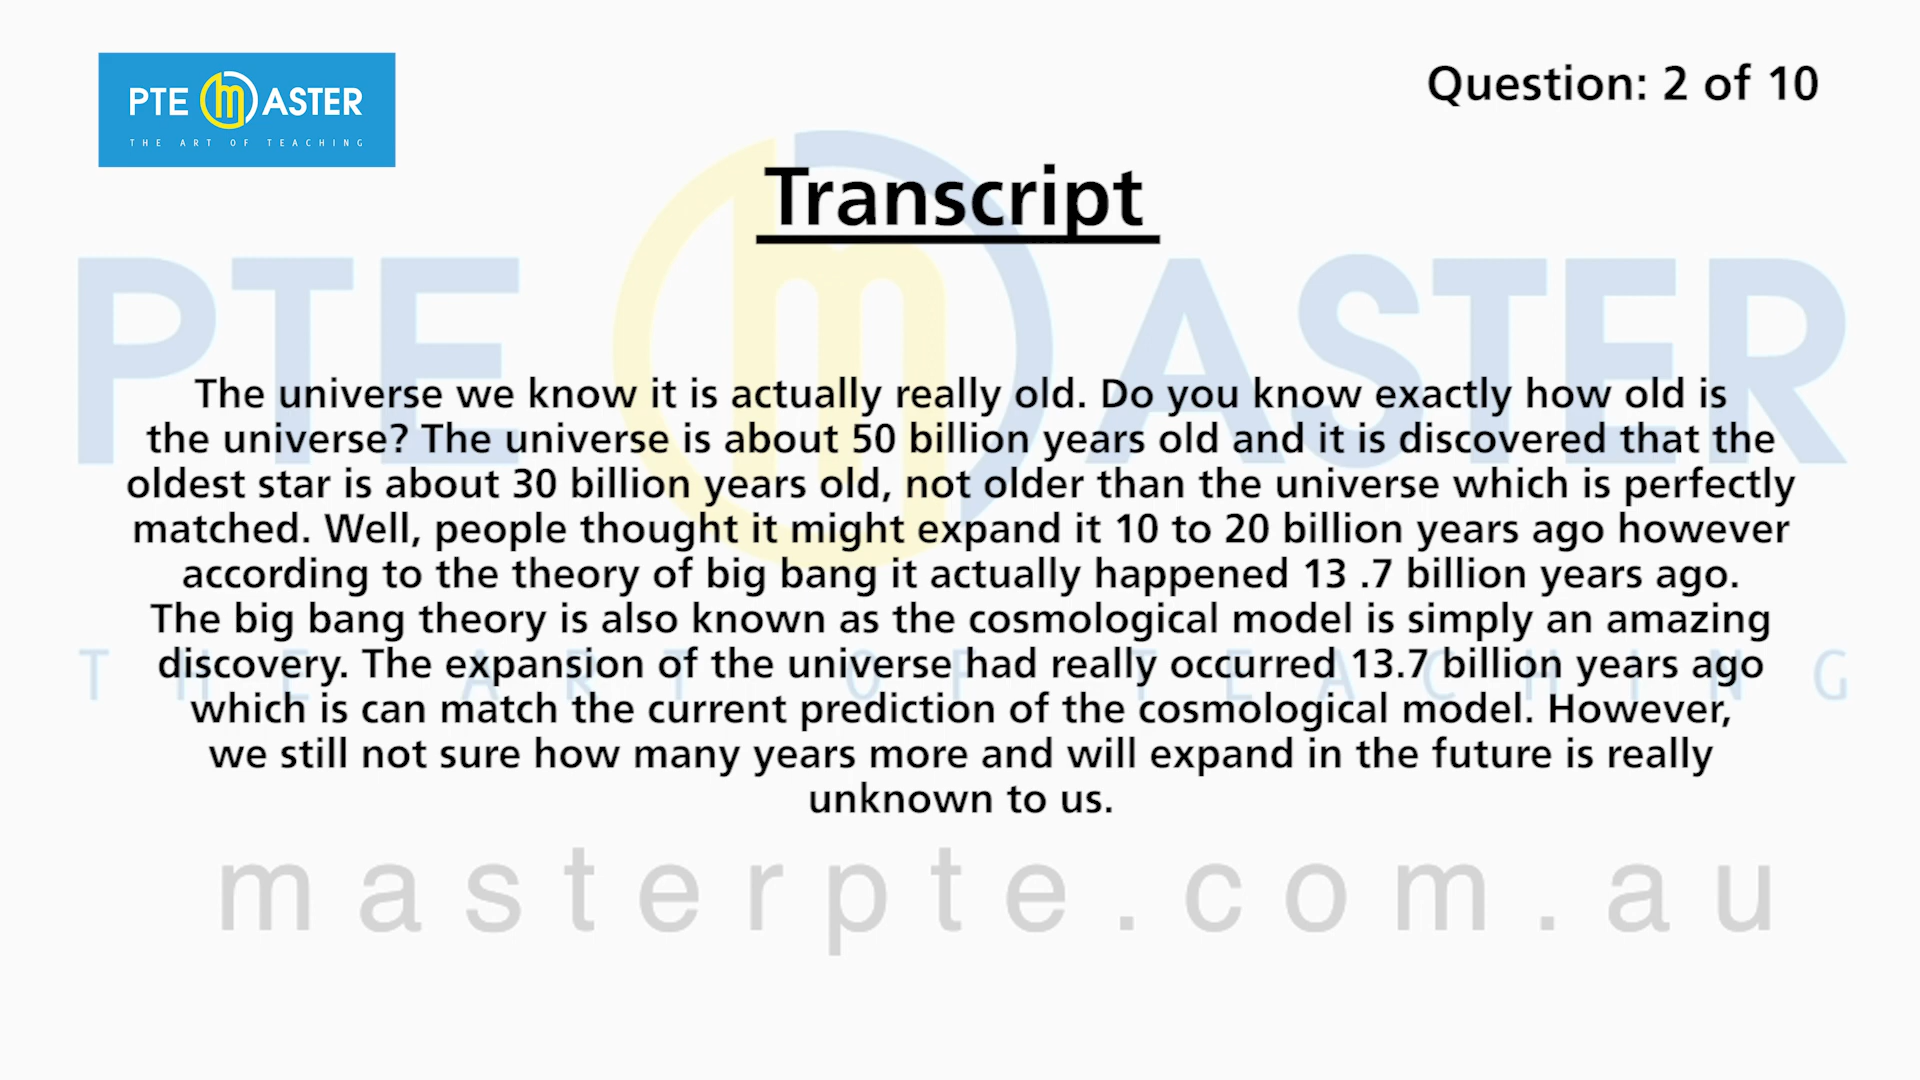 PTE MASTER
THE ART OF TEACHING
Question: 2 of 10
Transcript
The universe we know it is actually really old. Do you know exactly how old is
the universe? The universe is about 50 billion years old and it is discovered that the
oldest star is about 30 billion years old, not older than the universe which is perfectly
matched. Well, people thought it might expand it 10 to 20 billion years ago however
according to the theory of big bang it actually happened 13 .7 billion years ago.
The big bang theory is also known as the cosmological model is simply an amazing
discovery. The expansion of the universe had really occurred 13.7 billion years ago
which is can match the current prediction of the cosmological model. However,
we still not sure how many years more and will expand in the future is really
unknown to us.
PTE MASTER
THE ART OF TEACHING
masterpte.com.au